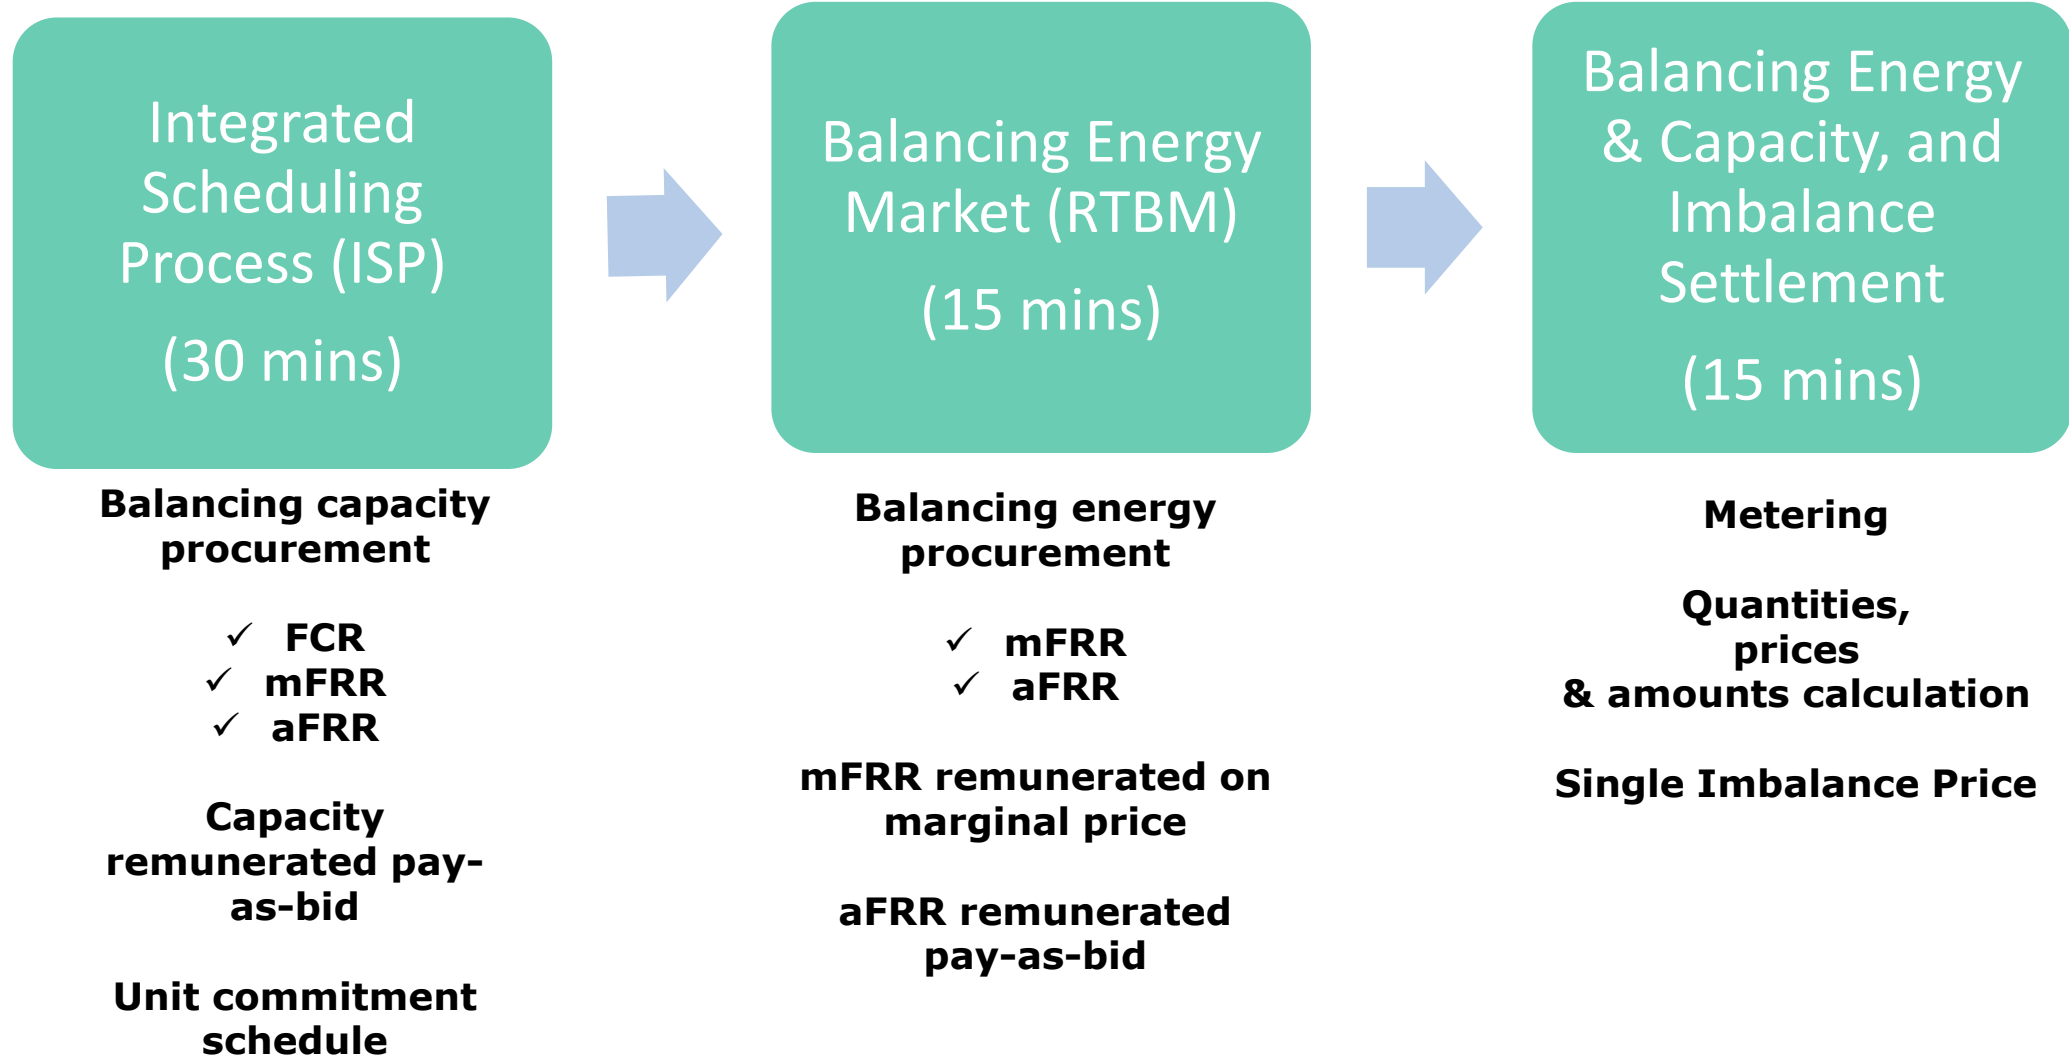 Integrated
Scheduling
Process (ISP)
(30 mins)
Balancing capacity
procurement
✓ FCR
✓ mFRR
✓ aFRR
Capacity
remunerated pay-
as-bid
Unit commitment
schedule
Balancing Energy
Market (RTBM)
(15 mins)
Balancing energy
procurement
✓ mFRR
✓ aFRR
mFRR remunerated on
marginal price
aFRR remunerated
pay-as-bid
Balancing Energy
& Capacity, and
Imbalance
Settlement
(15 mins)
Metering
Quantities,
prices
& amounts calculation
Single Imbalance Price